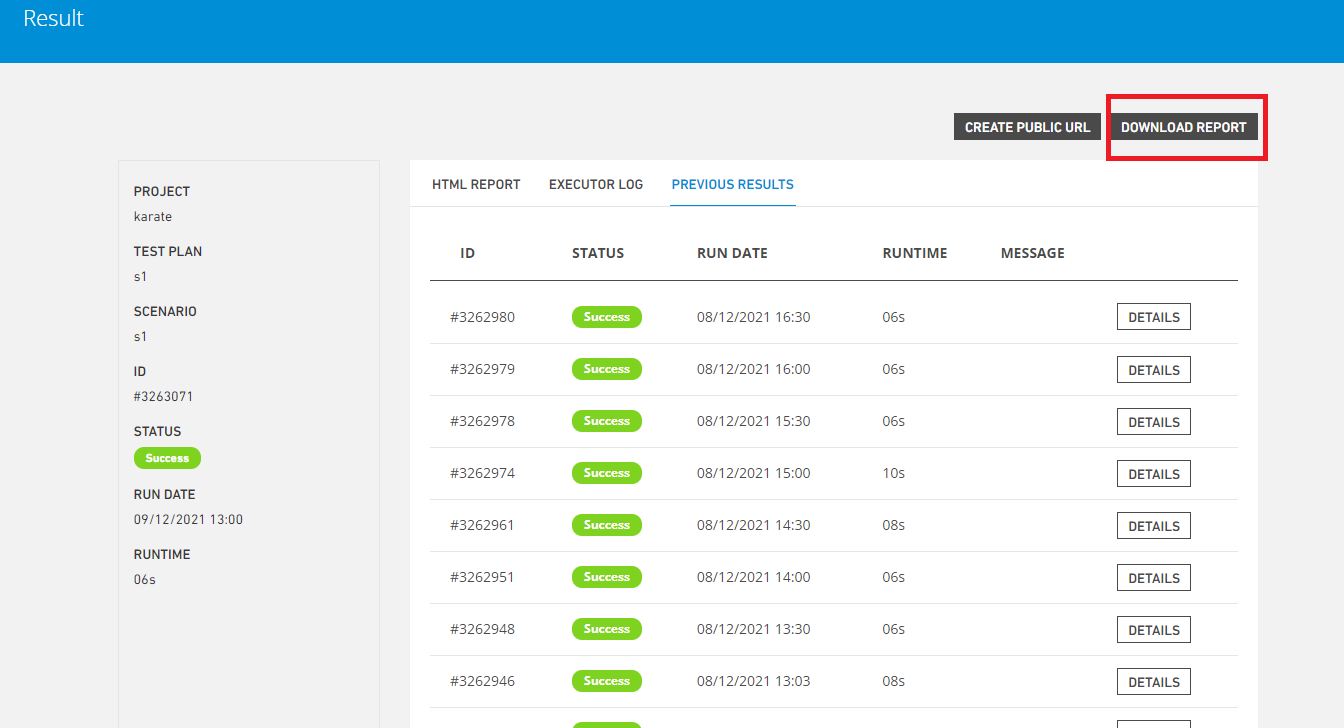 Result
CREATE PUBLIC URL DOWNLOAD REPORT
PROJECT
karate
TEST PLAN
s1
SCENARIO
s1
ID
#3263071
STATUS
Success
RUN DATE
09/12/2021 13:00
RUNTIME
06s
HTML REPORT EXECUTOR LOG PREVIOUS RESULTS
ID STATUS RUN DATE RUNTIME MESSAGE
#3262980 Success 08/12/2021 16:30 06s DETAILS
#3262979 Success 08/12/2021 16:00 06s DETAILS
#3262978 Success 08/12/2021 15:30 06s DETAILS
#3262974 Success 08/12/2021 15:00 10s DETAILS
#3262961 Success 08/12/2021 14:30 08s DETAILS
#3262951 Success 08/12/2021 14:00 06s DETAILS
#3262948 Success 08/12/2021 13:30 06s DETAILS
#3262946 Success 08/12/2021 13:03 08s DETAILS